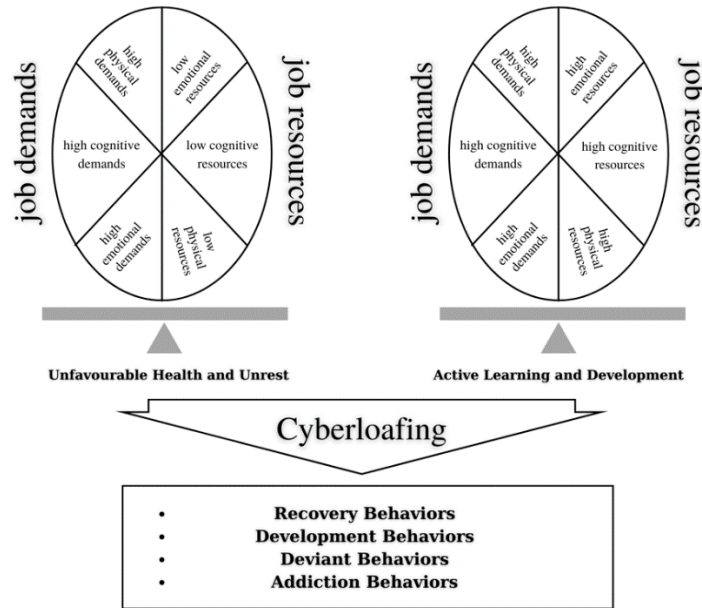 job demands
high
physical
demands
low
emotional
resources
high cognitive
demands
low cognitive
resources
high
emotional
demands
low
physical
resources
job resources
Unfavourable Health and Unrest
job demands
high
physical
demands
high
emotional
resources
high cognitive
demands
high cognitive
resources
high
emotional
demands
high
physical
resources
job resources
Active Learning and Development
Cyberloafing
• Recovery Behaviors
• Development Behaviors
• Deviant Behaviors
• Addiction Behaviors